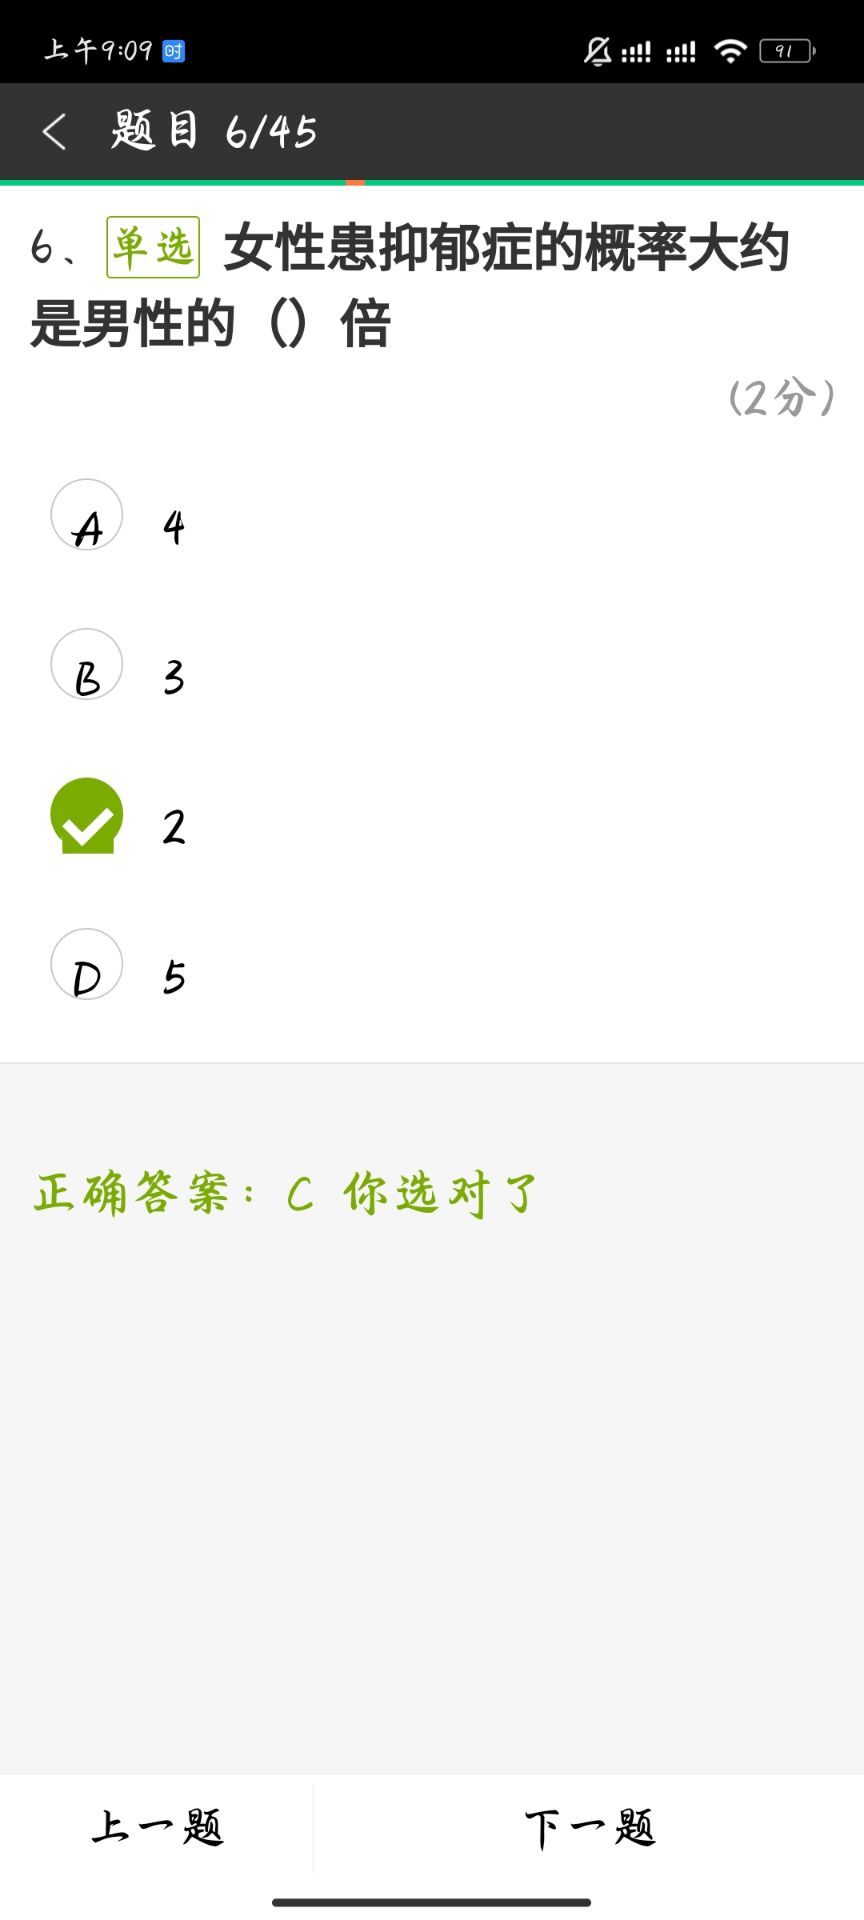 上午9:09 时 91
题目 6/45
6、单选 女性患抑郁症的概率大约
是男性的（）倍
(2分)
A 4
B 3
2
D 5
正确答案：C 你选对了
上一题 下一题